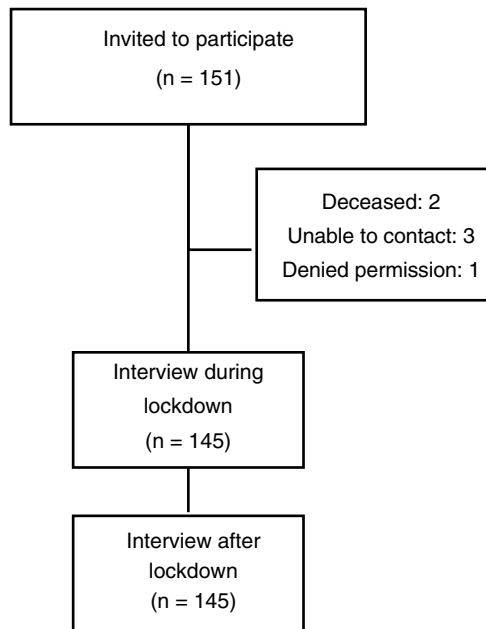 Invited to participate
(n = 151)
Deceased: 2
Unable to contact: 3
Denied permission: 1
Interview during
lockdown
(n = 145)
Interview after
lockdown
(n = 145)